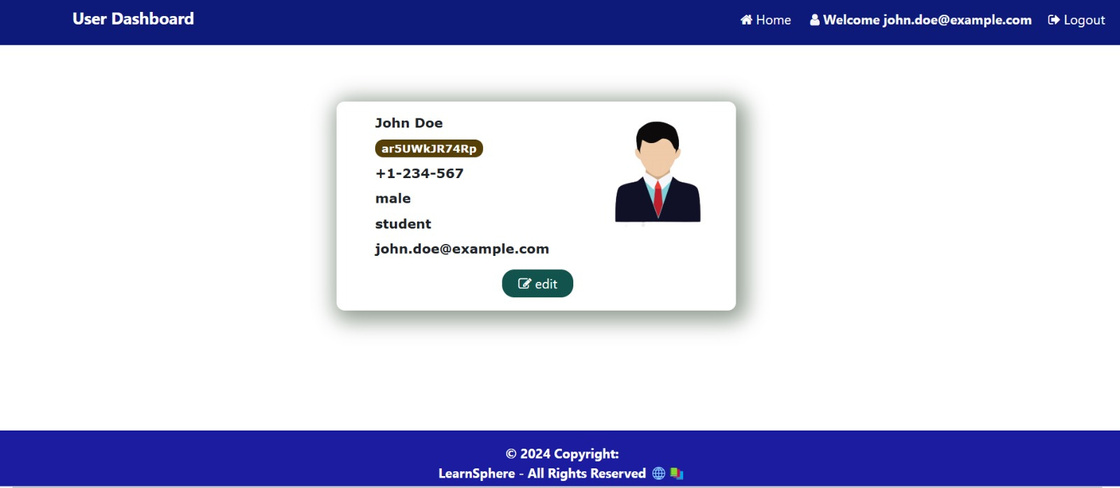 User Dashboard
Home Welcome john.doe@example.com Logout
John Doe
ar5UWkJR74Rp
+1-234-567
male
student
john.doe@example.com
edit
© 2024 Copyright:
LearnSphere - All Rights Reserved